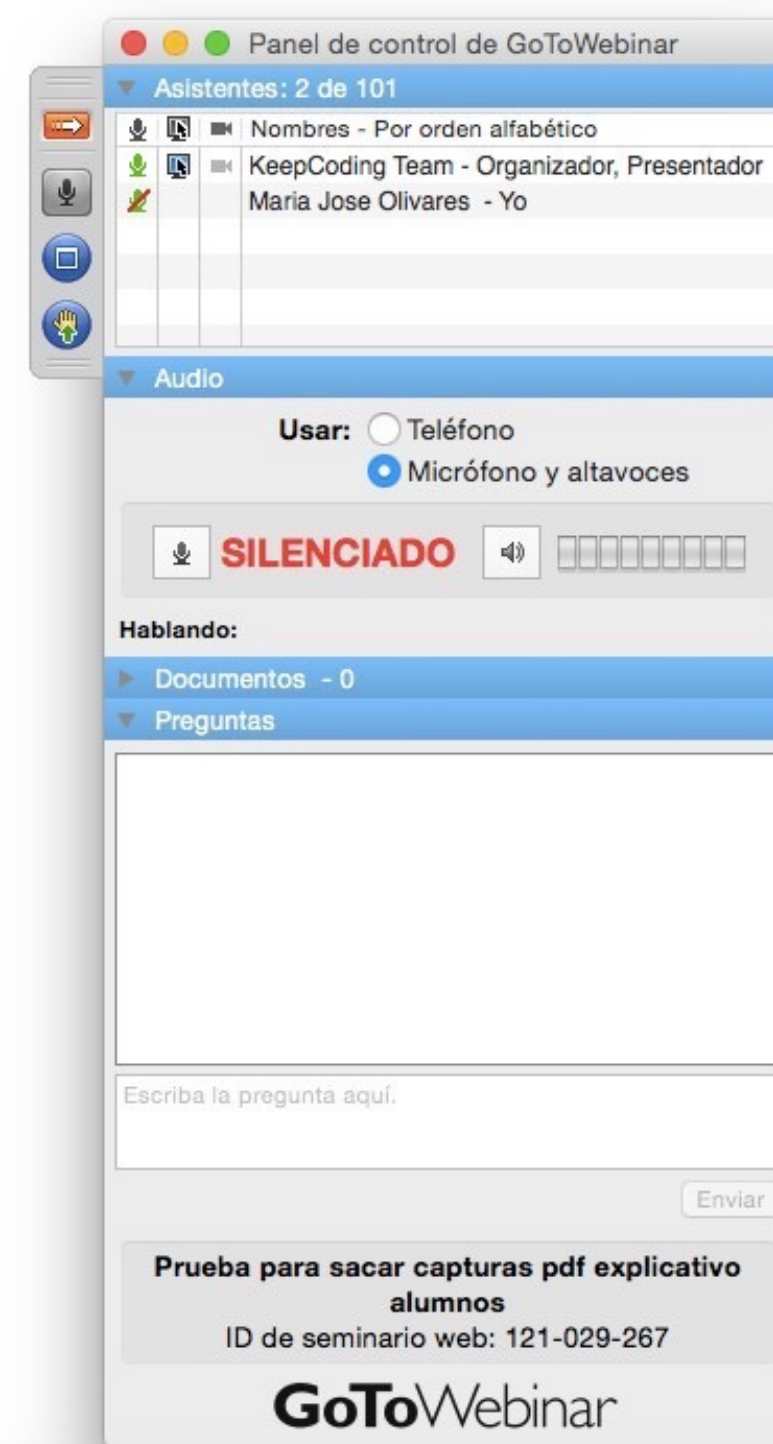 Panel de control de GoToWebinar
Asistentes: 2 de 101
Nombres - Por orden alfabético
KeepCoding Team - Organizador, Presentador
Maria Jose Olivares - Yo
Audio
Usar: Teléfono
Micrófono y altavoces
SILENCIADO
Hablando:
Documentos - 0
Preguntas
Escriba la pregunta aquí.
Enviar
Prueba para sacar capturas pdf explicativo
alumnos
ID de seminario web: 121-029-267
GoToWebinar